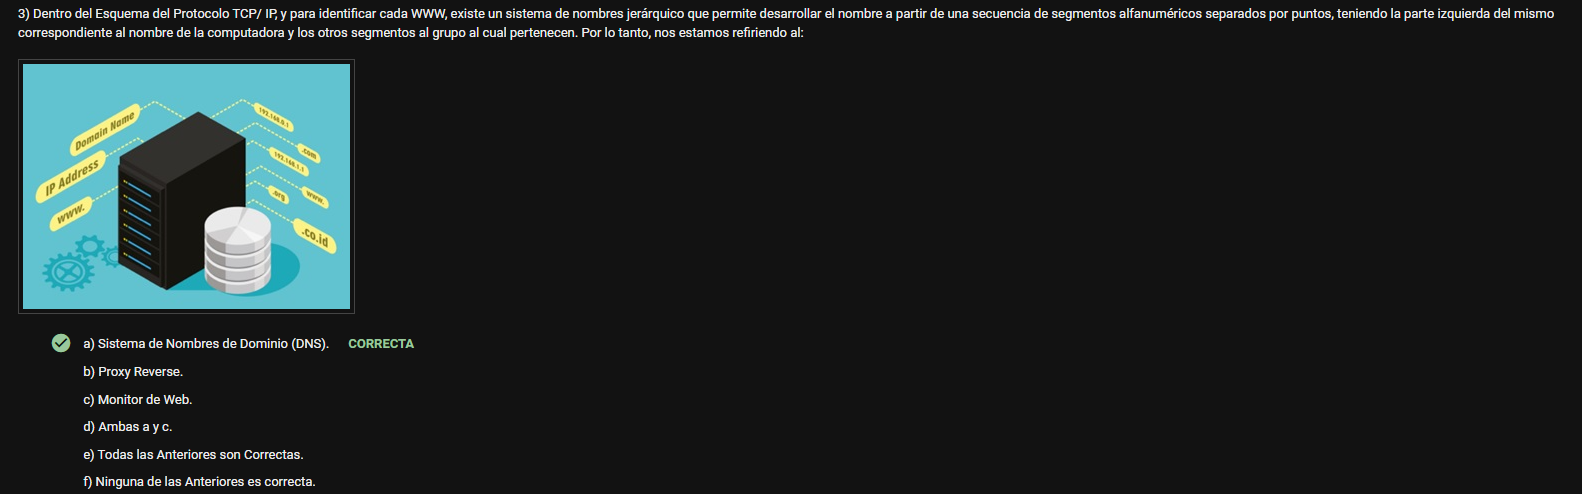 3) Dentro del Esquema del Protocolo TCP/ IP, y para identificar cada WWW, existe un sistema de nombres jerárquico que permite desarrollar el nombre a partir de una secuencia de segmentos alfanuméricos separados por puntos, teniendo la parte izquierda del mismo
correspondiente al nombre de la computadora y los otros segmentos al grupo al cual pertenecen. Por lo tanto, nos estamos refiriendo al:
Domain Name
IP Address
www.
192.168.0.1
.com
192.168.1.1
www.
.org
.co.id
a) Sistema de Nombres de Dominio (DNS). CORRECTA
b) Proxy Reverse.
c) Monitor de Web.
d) Ambas a y c.
e) Todas las Anteriores son Correctas.
f) Ninguna de las Anteriores es correcta.